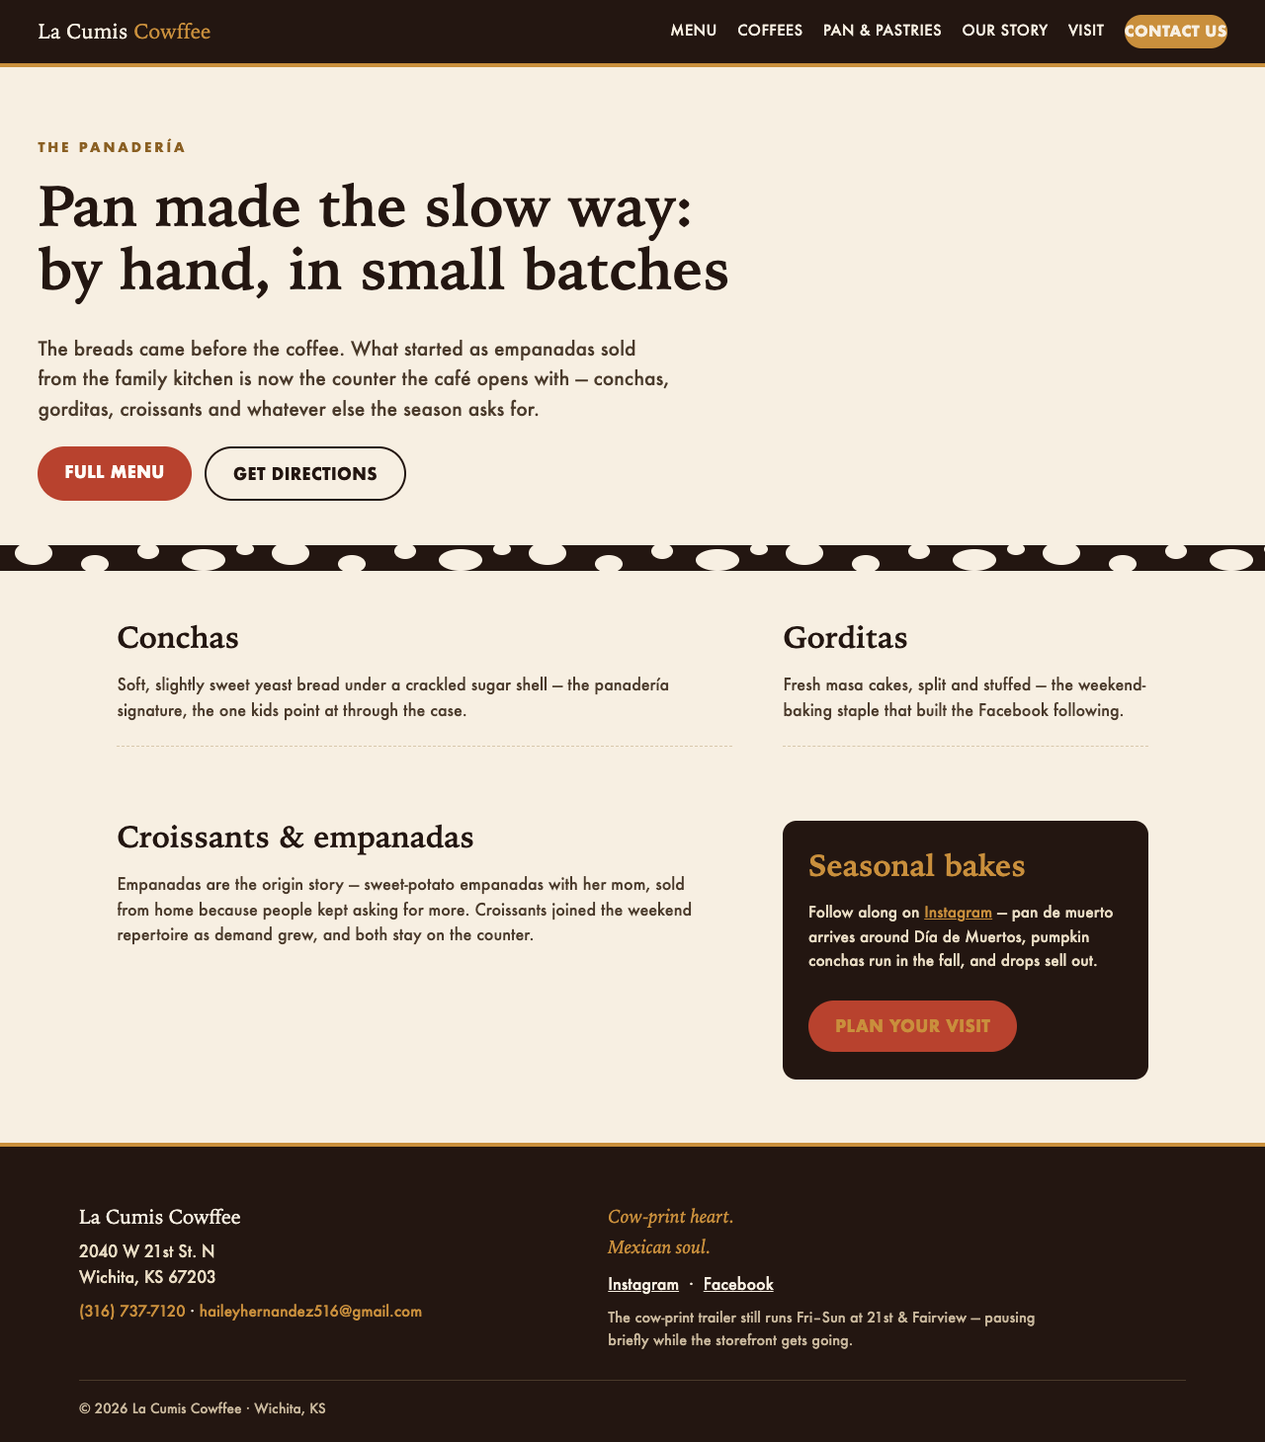 La Cumis Cowffee
MENU COFFEES PAN & PASTRIES OUR STORY VISIT CONTACT US
THE PANADERÍA
Pan made the slow way:
by hand, in small batches
The breads came before the coffee. What started as empanadas sold
from the family kitchen is now the counter the café opens with — conchas,
gorditas, croissants and whatever else the season asks for.
FULL MENU GET DIRECTIONS
Conchas
Soft, slightly sweet yeast bread under a crackled sugar shell — the panadería
signature, the one kids point at through the case.
Gorditas
Fresh masa cakes, split and stuffed — the weekend-
baking staple that built the Facebook following.
Croissants & empanadas
Empanadas are the origin story — sweet-potato empanadas with her mom, sold
from home because people kept asking for more. Croissants joined the weekend
repertoire as demand grew, and both stay on the counter.
Seasonal bakes
Follow along on Instagram — pan de muerto
arrives around Día de Muertos, pumpkin
conchas run in the fall, and drops sell out.
PLAN YOUR VISIT
La Cumis Cowffee
2040 W 21st St. N
Wichita, KS 67203
(316) 737-7120 · haileyhernandez516@gmail.com
Cow-print heart.
Mexican soul.
Instagram · Facebook
The cow-print trailer still runs Fri–Sun at 21st & Fairview — pausing
briefly while the storefront gets going.
© 2026 La Cumis Cowffee · Wichita, KS